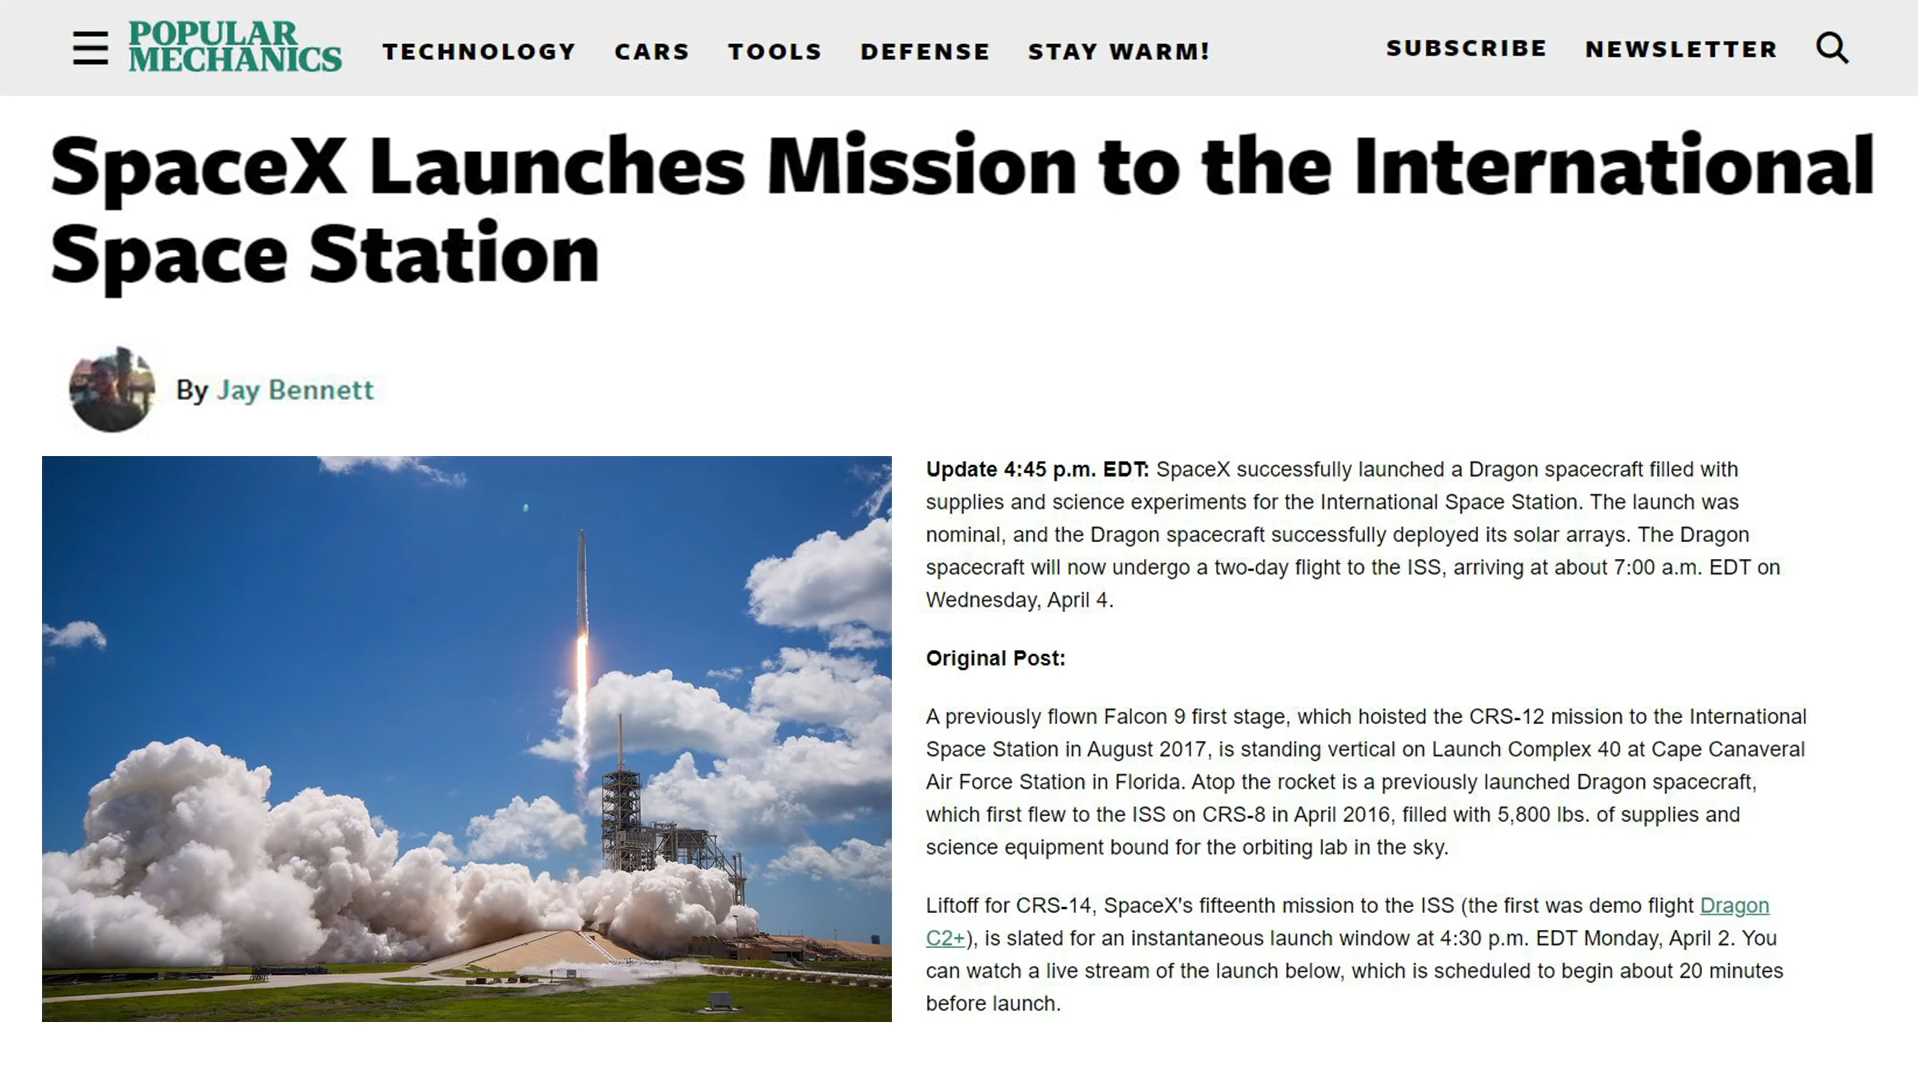 POPULAR
MECHANICS
TECHNOLOGY CARS TOOLS DEFENSE STAY WARM! SUBSCRIBE NEWSLETTER
SpaceX Launches Mission to the International
Space Station
By Jay Bennett
Update 4:45 p.m. EDT: SpaceX successfully launched a Dragon spacecraft filled with
supplies and science experiments for the International Space Station. The launch was
nominal, and the Dragon spacecraft successfully deployed its solar arrays. The Dragon
spacecraft will now undergo a two-day flight to the ISS, arriving at about 7:00 a.m. EDT on
Wednesday, April 4.
Original Post:
A previously flown Falcon 9 first stage, which hoisted the CRS-12 mission to the International
Space Station in August 2017, is standing vertical on Launch Complex 40 at Cape Canaveral
Air Force Station in Florida. Atop the rocket is a previously launched Dragon spacecraft,
which first flew to the ISS on CRS-8 in April 2016, filled with 5,800 lbs. of supplies and
science equipment bound for the orbiting lab in the sky.
Liftoff for CRS-14, SpaceX's fifteenth mission to the ISS (the first was demo flight Dragon
C2+), is slated for an instantaneous launch window at 4:30 p.m. EDT Monday, April 2. You
can watch a live stream of the launch below, which is scheduled to begin about 20 minutes
before launch.